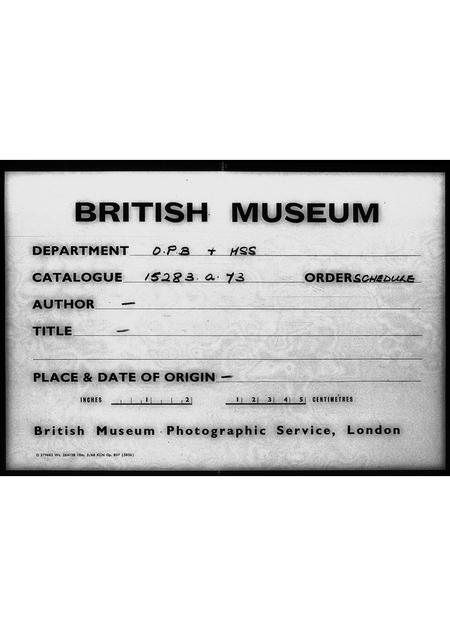 BRITISH MUSEUM
DEPARTMENT O.P.B + MSS
CATALOGUE 15283.a.73 ORDER SCHEDULE
AUTHOR —
TITLE —
PLACE & DATE OF ORIGIN —
INCHES 1 2 1 2 3 4 5 CENTIMETRES
British Museum Photographic Service, London